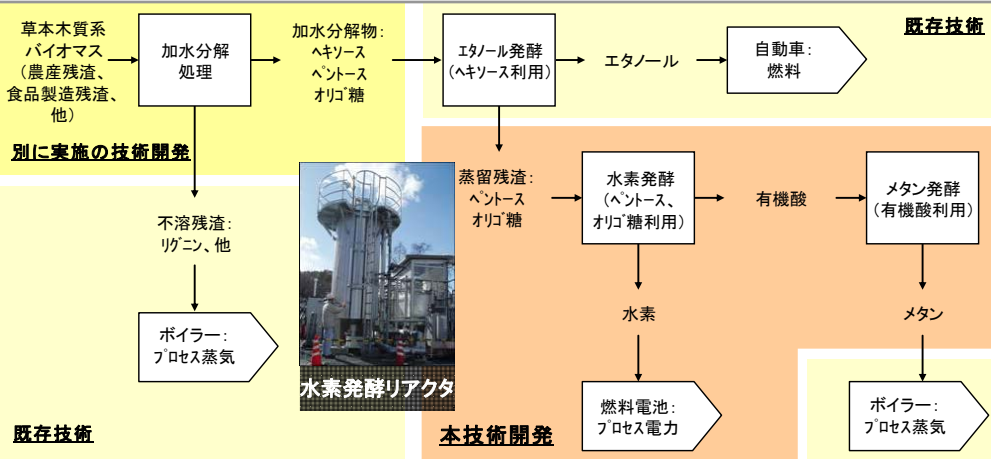 草本木質系
バイオマス
（農産残渣、
食品製造残渣、
他）
加水分解
処理
加水分解物：
ヘキソース
ペントース
オリゴ糖
エタノール発酵
（ヘキソース利用）
エタノール
自動車：
燃料
既存技術
別に実施の技術開発
不溶残渣：
リグニン、他
ボイラー：
プロセス蒸気
既存技術
水素発酵リアクタ
蒸留残渣：
ペントース
オリゴ糖
水素発酵
（ペントース、
オリゴ糖利用）
有機酸
メタン発酵
（有機酸利用）
水素
メタン
燃料電池：
プロセス電力
ボイラー：
プロセス蒸気
本技術開発